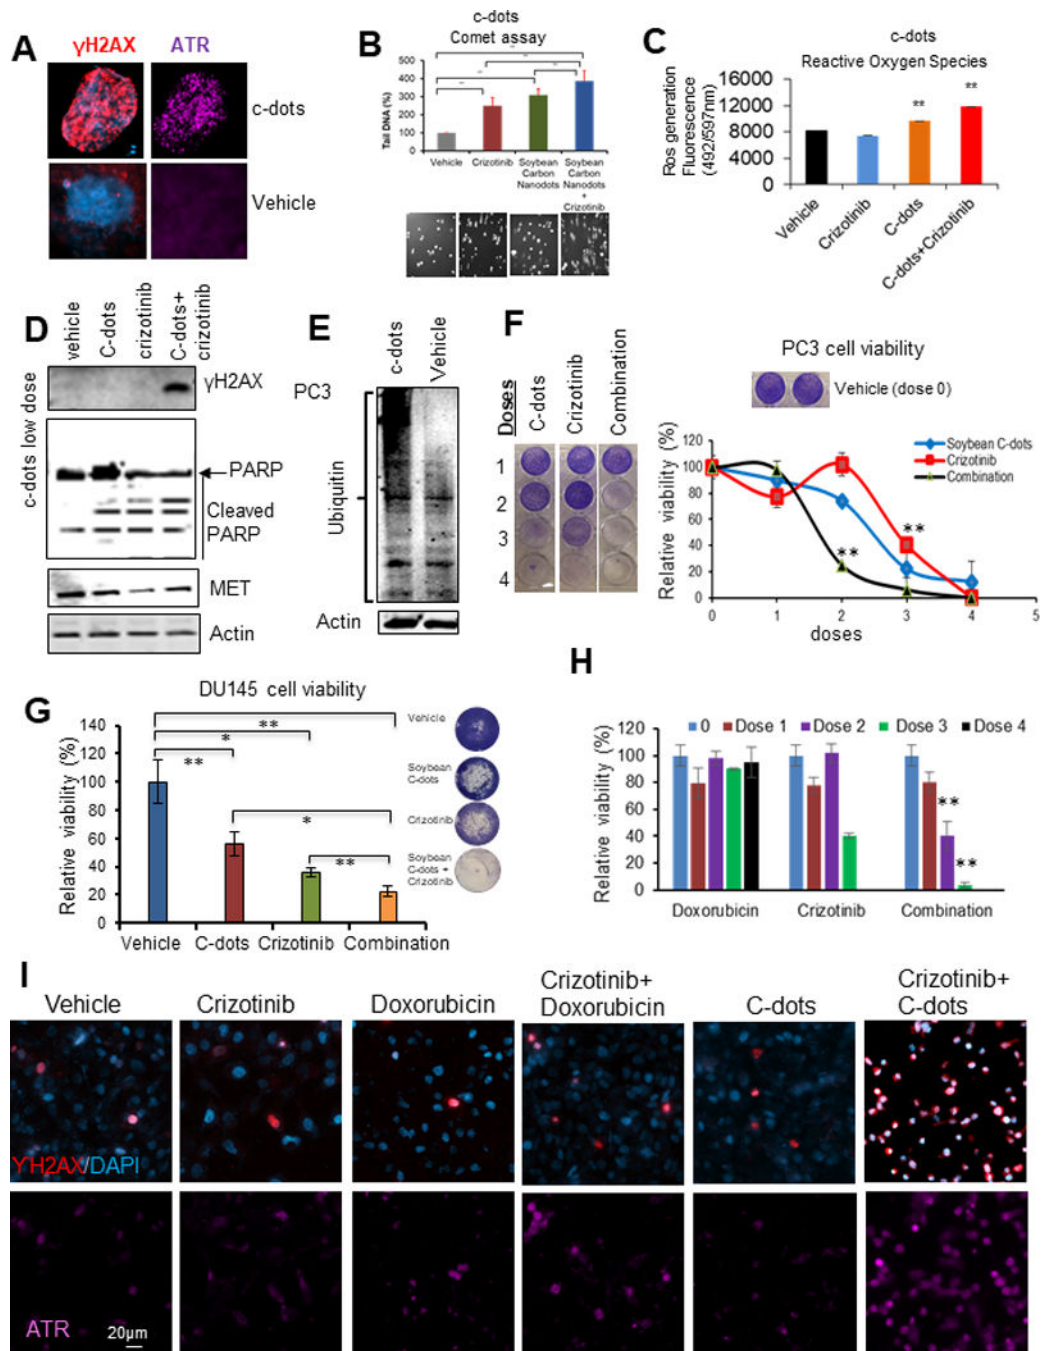 A
γH2AX
ATR
c-dots
Vehicle
B
c-dots
Comet assay
Tail DNA (%)
500
400
300
200
100
0
Vehicle
Crizotinib
Soybean
Carbon
Nanodots
Soybean
Carbon
Nanodots
+
Crizotinib
C
c-dots
Reactive Oxygen Species
Ros generation
Fluorescence
(492/597nm)
16000
12000
8000
4000
0
**
**
Vehicle
Crizotinib
C-dots
C-dots+Crizotinib
D
vehicle
C-dots
crizotinib
C-dots+
crizotinib
c-dots low dose
γH2AX
PARP
Cleaved
PARP
MET
Actin
E
c-dots
Vehicle
PC3
Ubiquitin
Actin
F
Doses
C-dots
Crizotinib
Combination
1
2
3
4
PC3 cell viability
Vehicle (dose 0)
Relative viability (%)
120
100
80
60
40
20
0
Soybean C-dots
Crizotinib
Combination
**
**
0
1
2
3
4
5
doses
G
DU145 cell viability
Relative viability (%)
140
120
100
80
60
40
20
0
**
*
**
*
**
Vehicle
C-dots
Crizotinib
Combination
Vehicle
Soybean
C-dots
Crizotinib
Soybean
C-dots +
Crizotinib
H
Relative viability (%)
120
100
80
60
40
20
0
0
Dose 1
Dose 2
Dose 3
Dose 4
**
**
Doxorubicin
Crizotinib
Combination
I
Vehicle
Crizotinib
Doxorubicin
Crizotinib+
Doxorubicin
C-dots
Crizotinib+
C-dots
ΥH2AX/DAPI
ATR
20μm